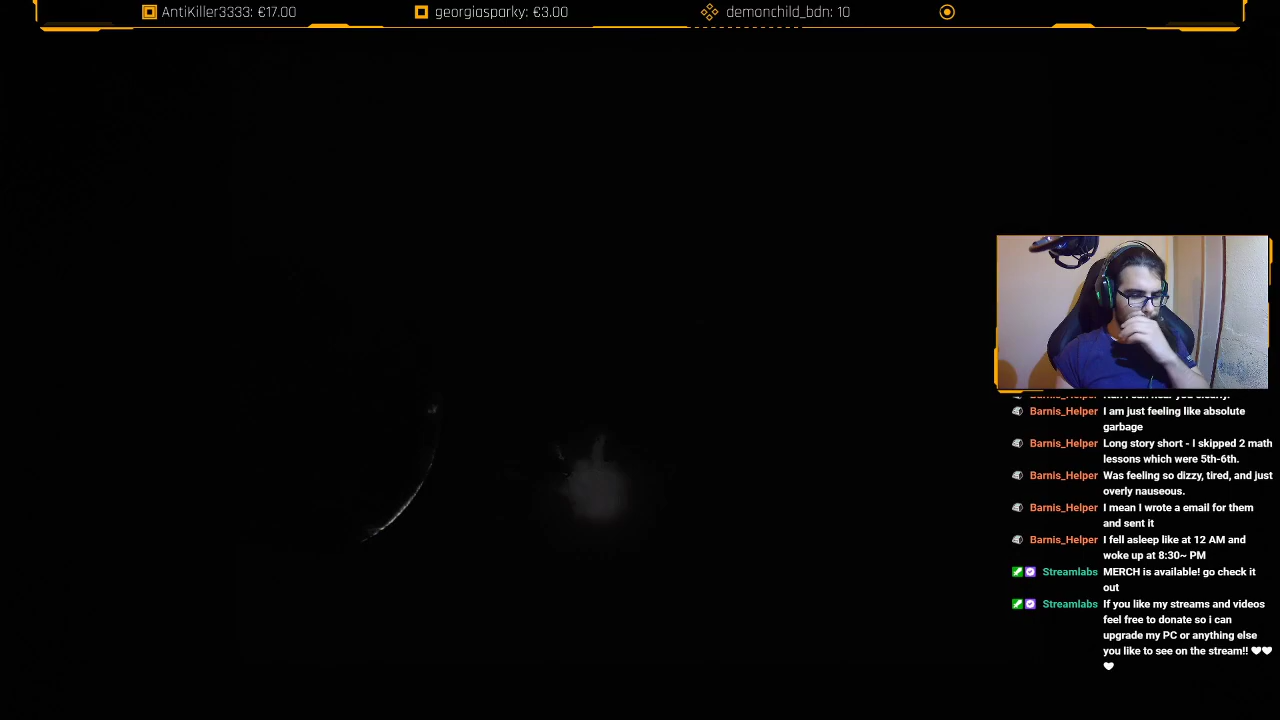 AntiKiller3333: €17.00
georgiasparky: €3.00
demonchild_bdn: 10
Barnis_Helper I am just feeling like absolute
garbage
Barnis_Helper Long story short - I skipped 2 math
lessons which were 5th-6th.
Barnis_Helper Was feeling so dizzy, tired, and just
overly nauseous.
Barnis_Helper I mean I wrote a email for them
and sent it
Barnis_Helper I fell asleep like at 12 AM and
woke up at 8:30~ PM
Streamlabs MERCH is available! go check it
out
Streamlabs If you like my streams and videos
feel free to donate so i can
upgrade my PC or anything else
you like to see on the stream!!